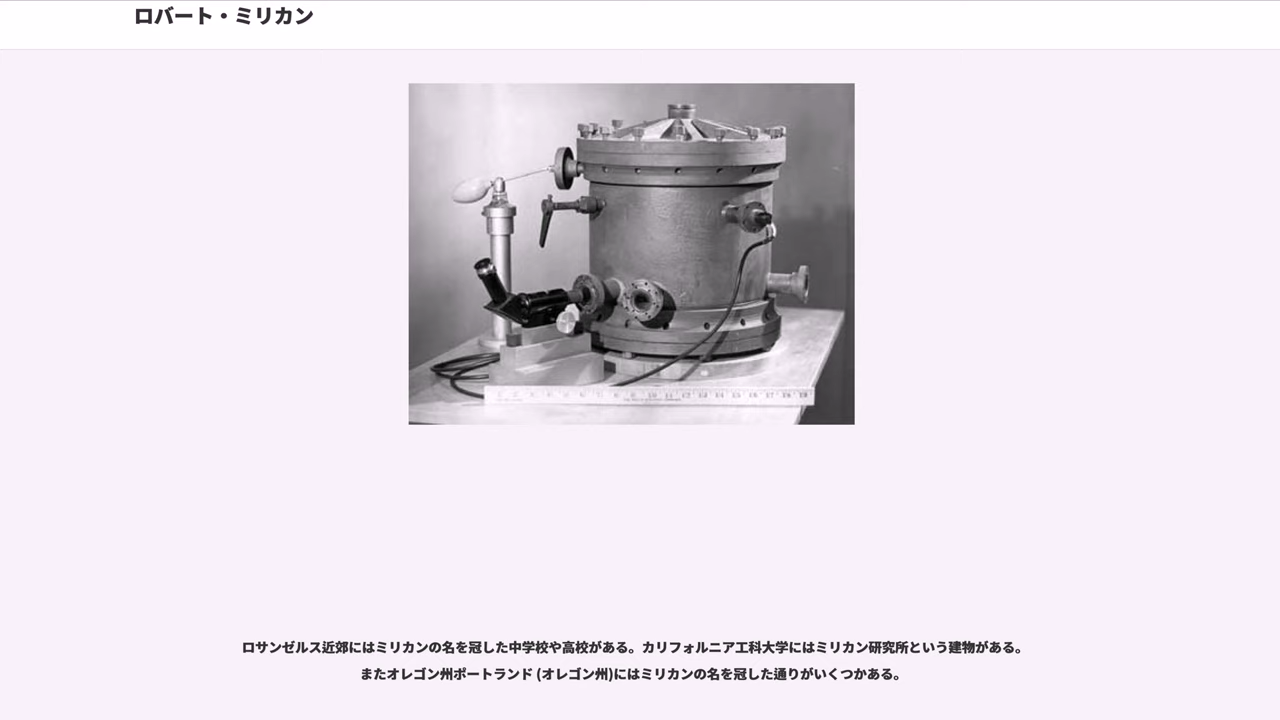 ロバート・ミリカン
ロサンゼルス近郊にはミリカンの名を冠した中学校や高校がある。カリフォルニア工科大学にはミリカン研究所という建物がある。
またオレゴン州ポートランド (オレゴン州)にはミリカンの名を冠した通りがいくつかある。